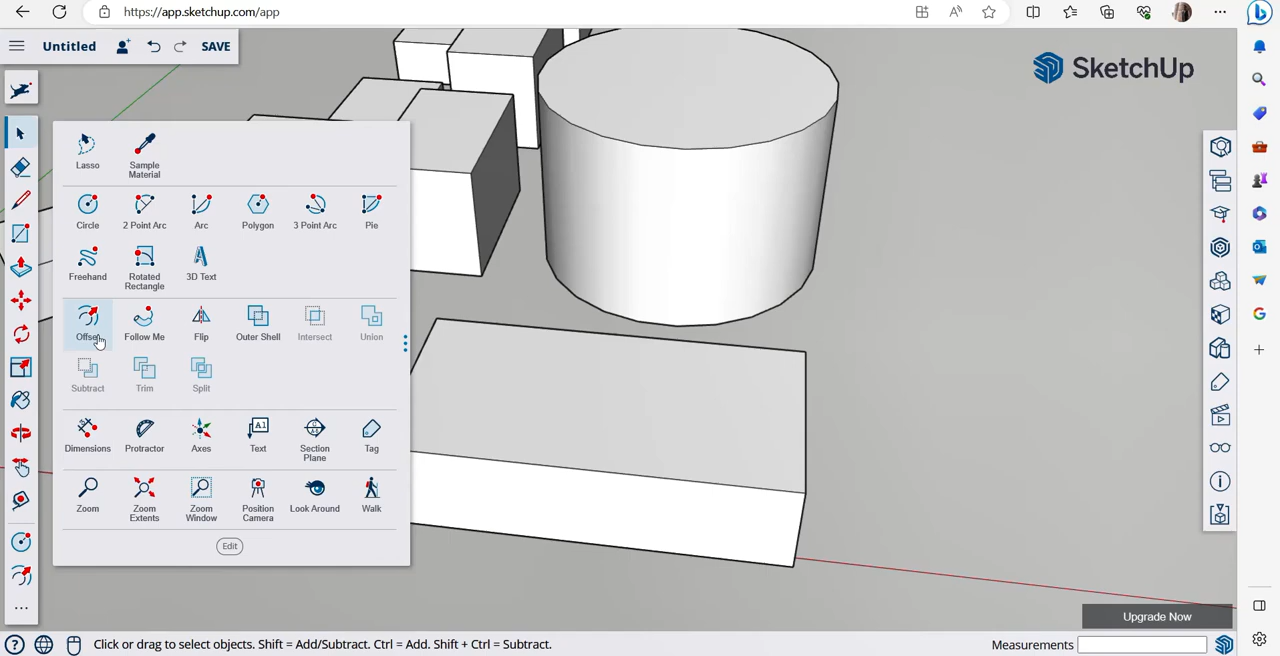 https://app.sketchup.com/app
Untitled
SAVE
SketchUp
Lasso
Sample Material
Circle
2 Point Arc
Arc
Polygon
3 Point Arc
Pie
Freehand
Rotated Rectangle
3D Text
Offset
Follow Me
Flip
Outer Shell
Intersect
Union
Subtract
Trim
Split
Dimensions
Protractor
Axes
A1
Text
Section Plane
Tag
Zoom
Zoom Extents
Zoom Window
Position Camera
Look Around
Walk
Edit
Upgrade Now
Click or drag to select objects. Shift = Add/Subtract. Ctrl = Add. Shift + Ctrl = Subtract.
Measurements